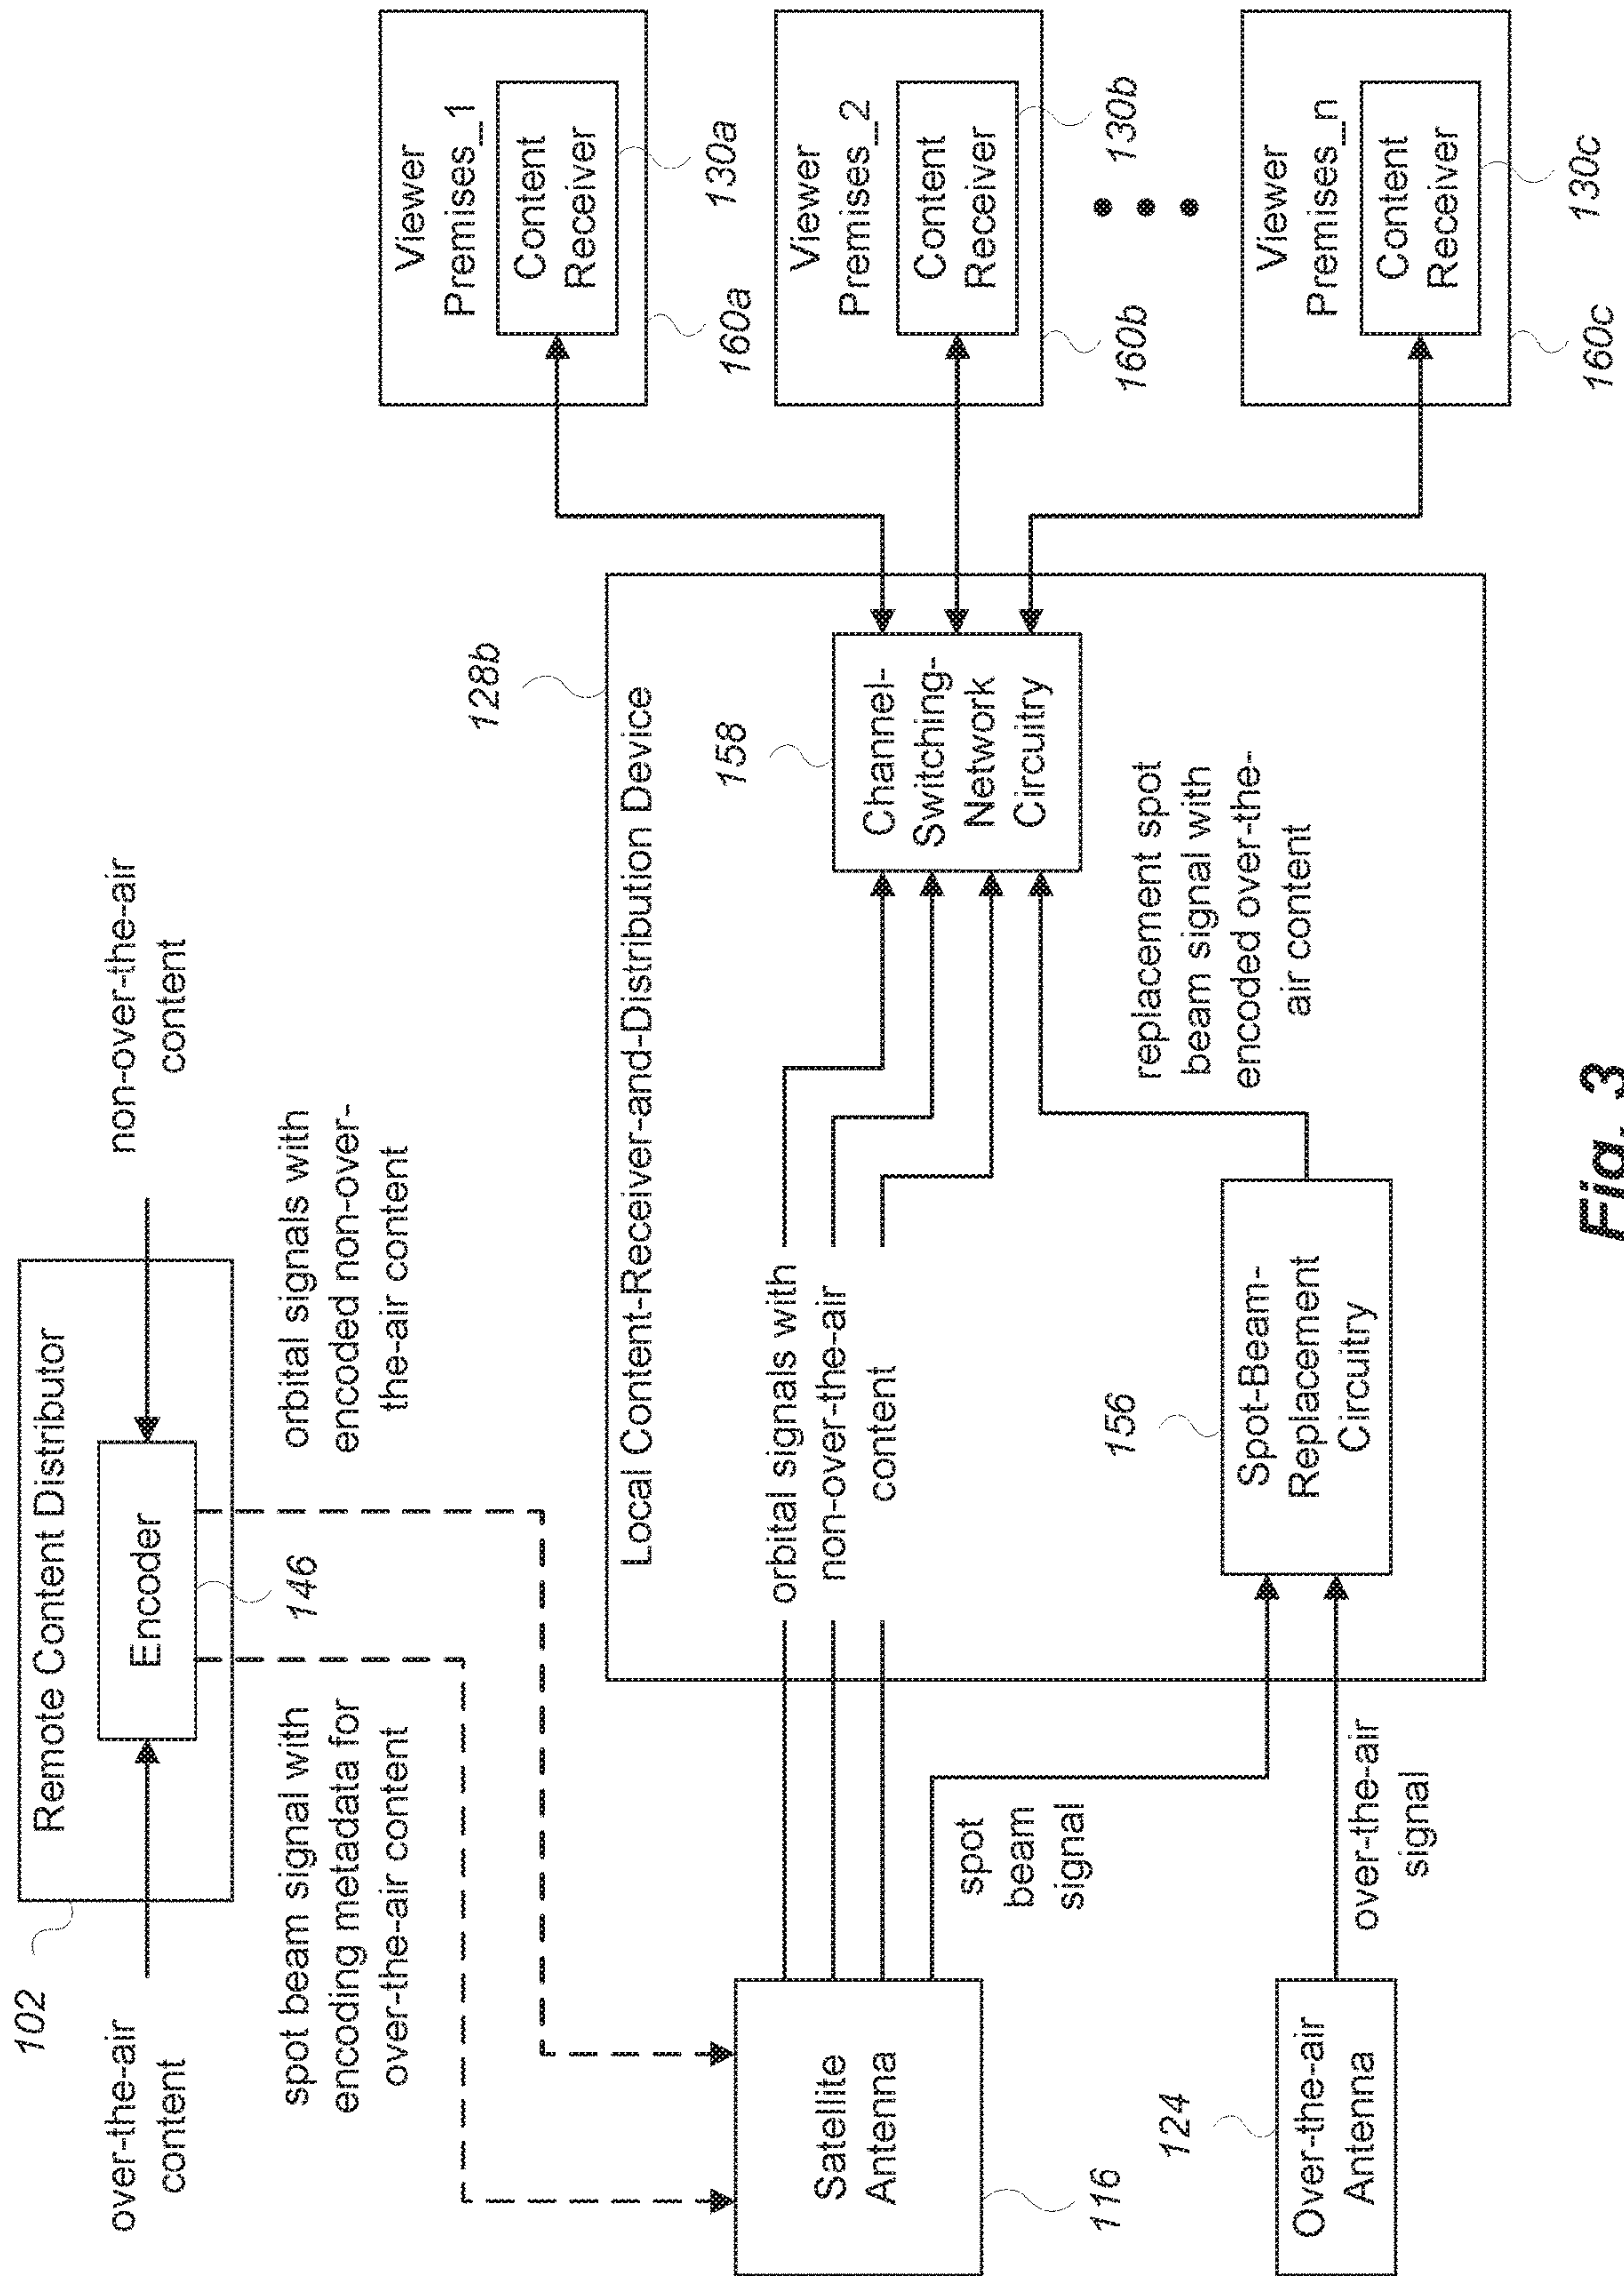 102
over-the-air
content
Remote Content Distributor
Encoder
146
non-over-the-air
content
spot beam signal with
encoding metadata for
over-the-air content
orbital signals with
encoded non-over-
the-air content
Satellite
Antenna
116
124
Over-the-air
Antenna
spot
beam
signal
over-the-air
signal
Local Content-Receiver-and-Distribution Device
128b
orbital signals with
non-over-the-air
content
156
Spot-Beam-
Replacement
Circuitry
158
Channel-
Switching-
Network
Circuitry
replacement spot
beam signal with
encoded over-the-
air content
Viewer
Premises_1
Content
Receiver
160a
130a
Viewer
Premises_2
Content
Receiver
160b
130b
Viewer
Premises_n
Content
Receiver
160c
130c
Fig. 3